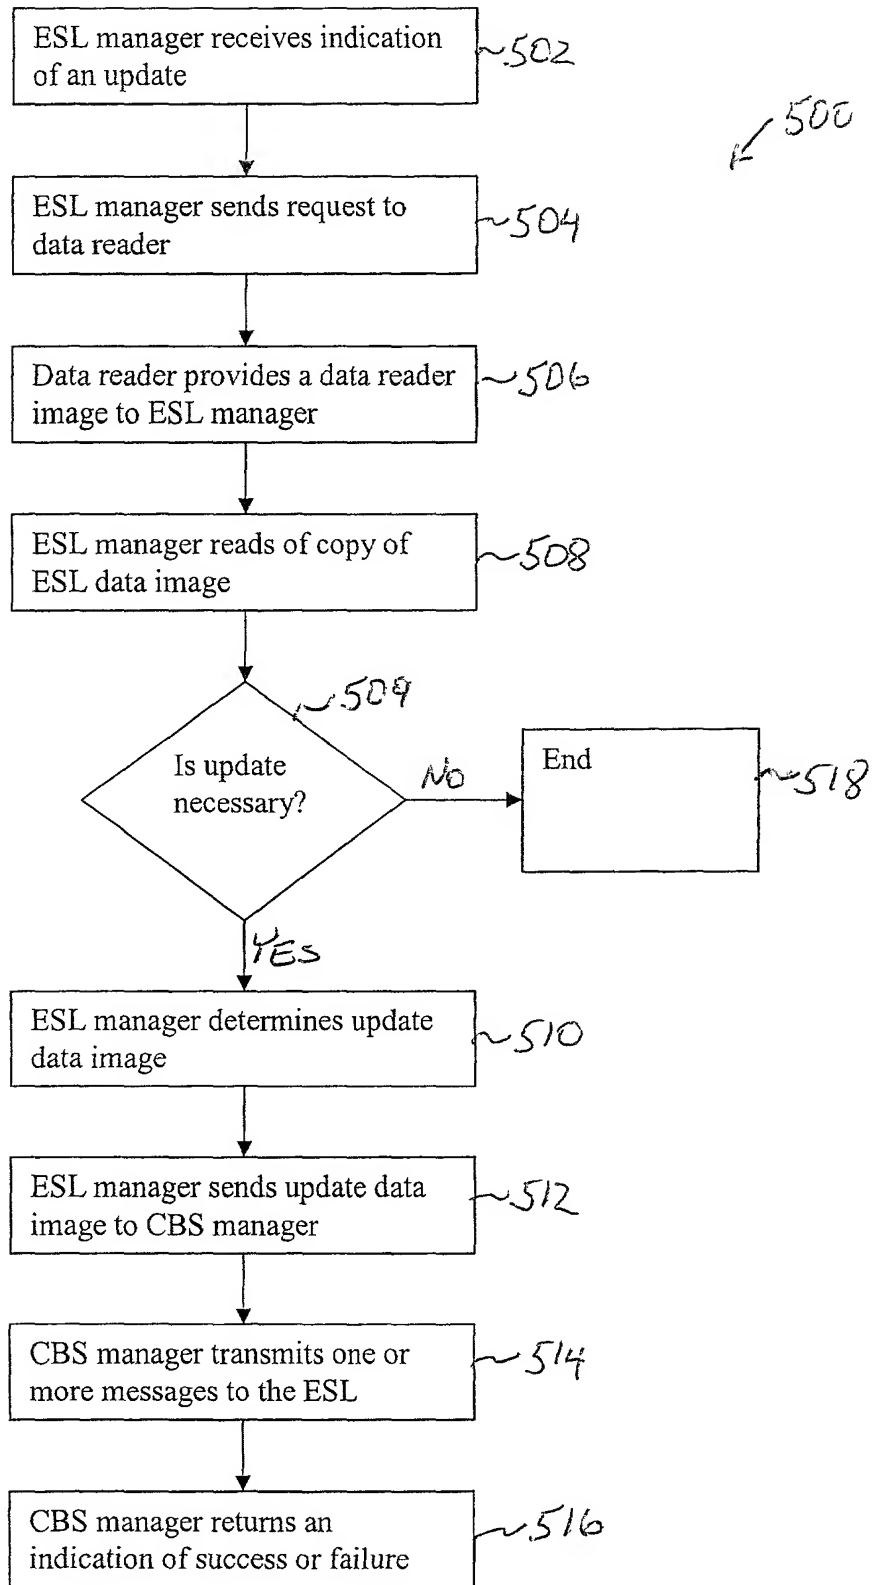 ESL manager receives indication
of an update
502
500
ESL manager sends request to
data reader
504
Data reader provides a data reader
image to ESL manager
506
ESL manager reads of copy of
ESL data image
508
509
Is update
necessary?
NO
End
518
YES
ESL manager determines update
data image
510
ESL manager sends update data
image to CBS manager
512
CBS manager transmits one or
more messages to the ESL
514
CBS manager returns an
indication of success or failure
516